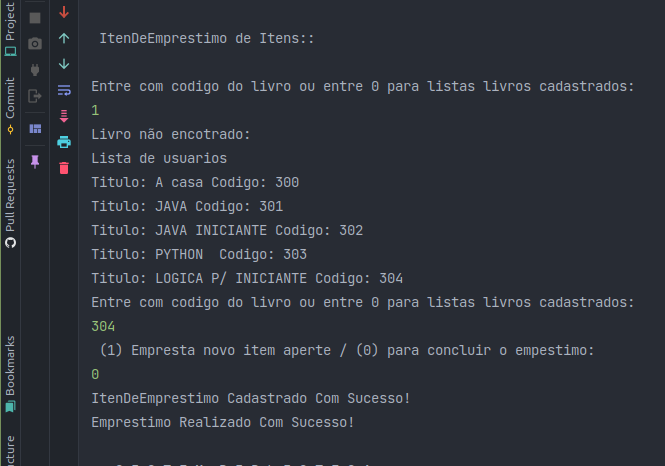 Project
Commit
Pull Requests
Bookmarks
ItenDeEmprestimo de Itens::
Entre com codigo do livro ou entre 0 para listas livros cadastrados:
1
Livro não encotrado:
Lista de usuarios
Titulo: A casa Codigo: 300
Titulo: JAVA Codigo: 301
Titulo: JAVA INICIANTE Codigo: 302
Titulo: PYTHON  Codigo: 303
Titulo: LOGICA P/ INICIANTE Codigo: 304
Entre com codigo do livro ou entre 0 para listas livros cadastrados:
304
(1) Empresta novo item aperte / (0) para concluir o empestimo:
0
ItenDeEmprestimo Cadastrado Com Sucesso!
Emprestimo Realizado Com Sucesso!